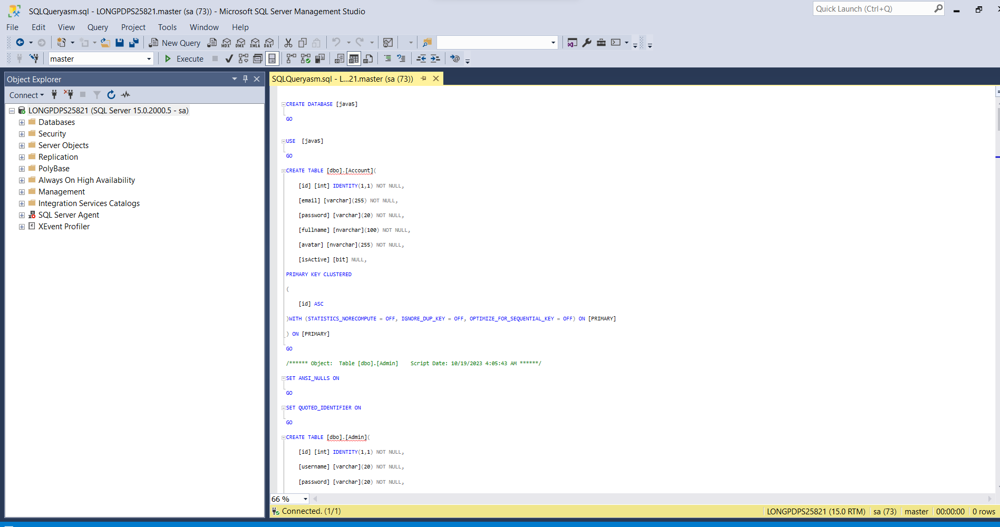 SQLQueryasm.sql - LONGPDPS25821.master (sa (73)) - Microsoft SQL Server Management Studio
Quick Launch (Ctrl+Q)
File Edit View Query Project Tools Window Help
New Query MDX DMX XMLA DAX
master Execute
Object Explorer
SQLQueryasm.sql - L...21.master (sa (73))
Connect
LONGPDPS25821 (SQL Server 15.0.2000.5 - sa)
Databases
Security
Server Objects
Replication
PolyBase
Always On High Availability
Management
Integration Services Catalogs
SQL Server Agent
XEvent Profiler
CREATE DATABASE [java5]
GO
USE  [java5]
GO
CREATE TABLE [dbo].[Account](
[id] [int] IDENTITY(1,1) NOT NULL,
[email] [varchar](255) NOT NULL,
[password] [varchar](20) NOT NULL,
[fullname] [nvarchar](100) NOT NULL,
[avatar] [nvarchar](255) NOT NULL,
[isActive] [bit] NULL,
PRIMARY KEY CLUSTERED
(
[id] ASC
)WITH (STATISTICS_NORECOMPUTE = OFF, IGNORE_DUP_KEY = OFF, OPTIMIZE_FOR_SEQUENTIAL_KEY = OFF) ON [PRIMARY]
) ON [PRIMARY]
GO
/****** Object:  Table [dbo].[Admin]    Script Date: 10/19/2023 4:05:43 AM ******/
SET ANSI_NULLS ON
GO
SET QUOTED_IDENTIFIER ON
GO
CREATE TABLE [dbo].[Admin](
[id] [int] IDENTITY(1,1) NOT NULL,
[username] [varchar](20) NOT NULL,
[password] [varchar](20) NOT NULL,
66 %
Connected. (1/1)
LONGPDPS25821 (15.0 RTM) sa (73) master 00:00:00 0 rows